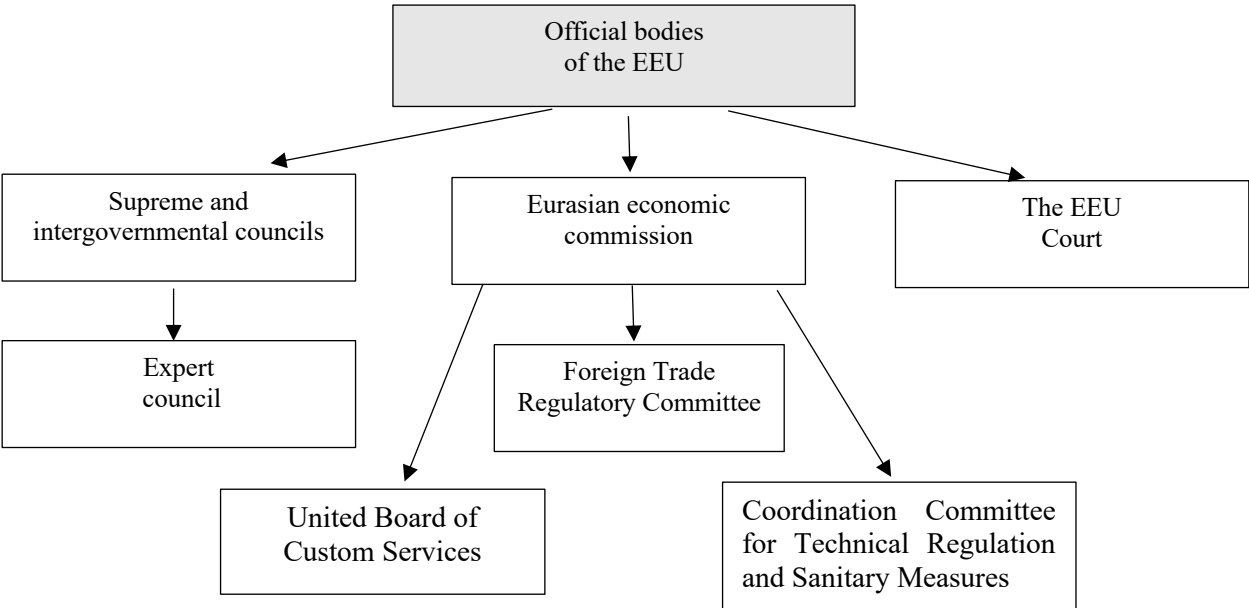 Official bodies
of the EEU
Supreme and
intergovernmental councils
Eurasian economic
commission
The EEU
Court
Expert
council
Foreign Trade
Regulatory Committee
United Board of
Custom Services
Coordination Committee
for Technical Regulation
and Sanitary Measures